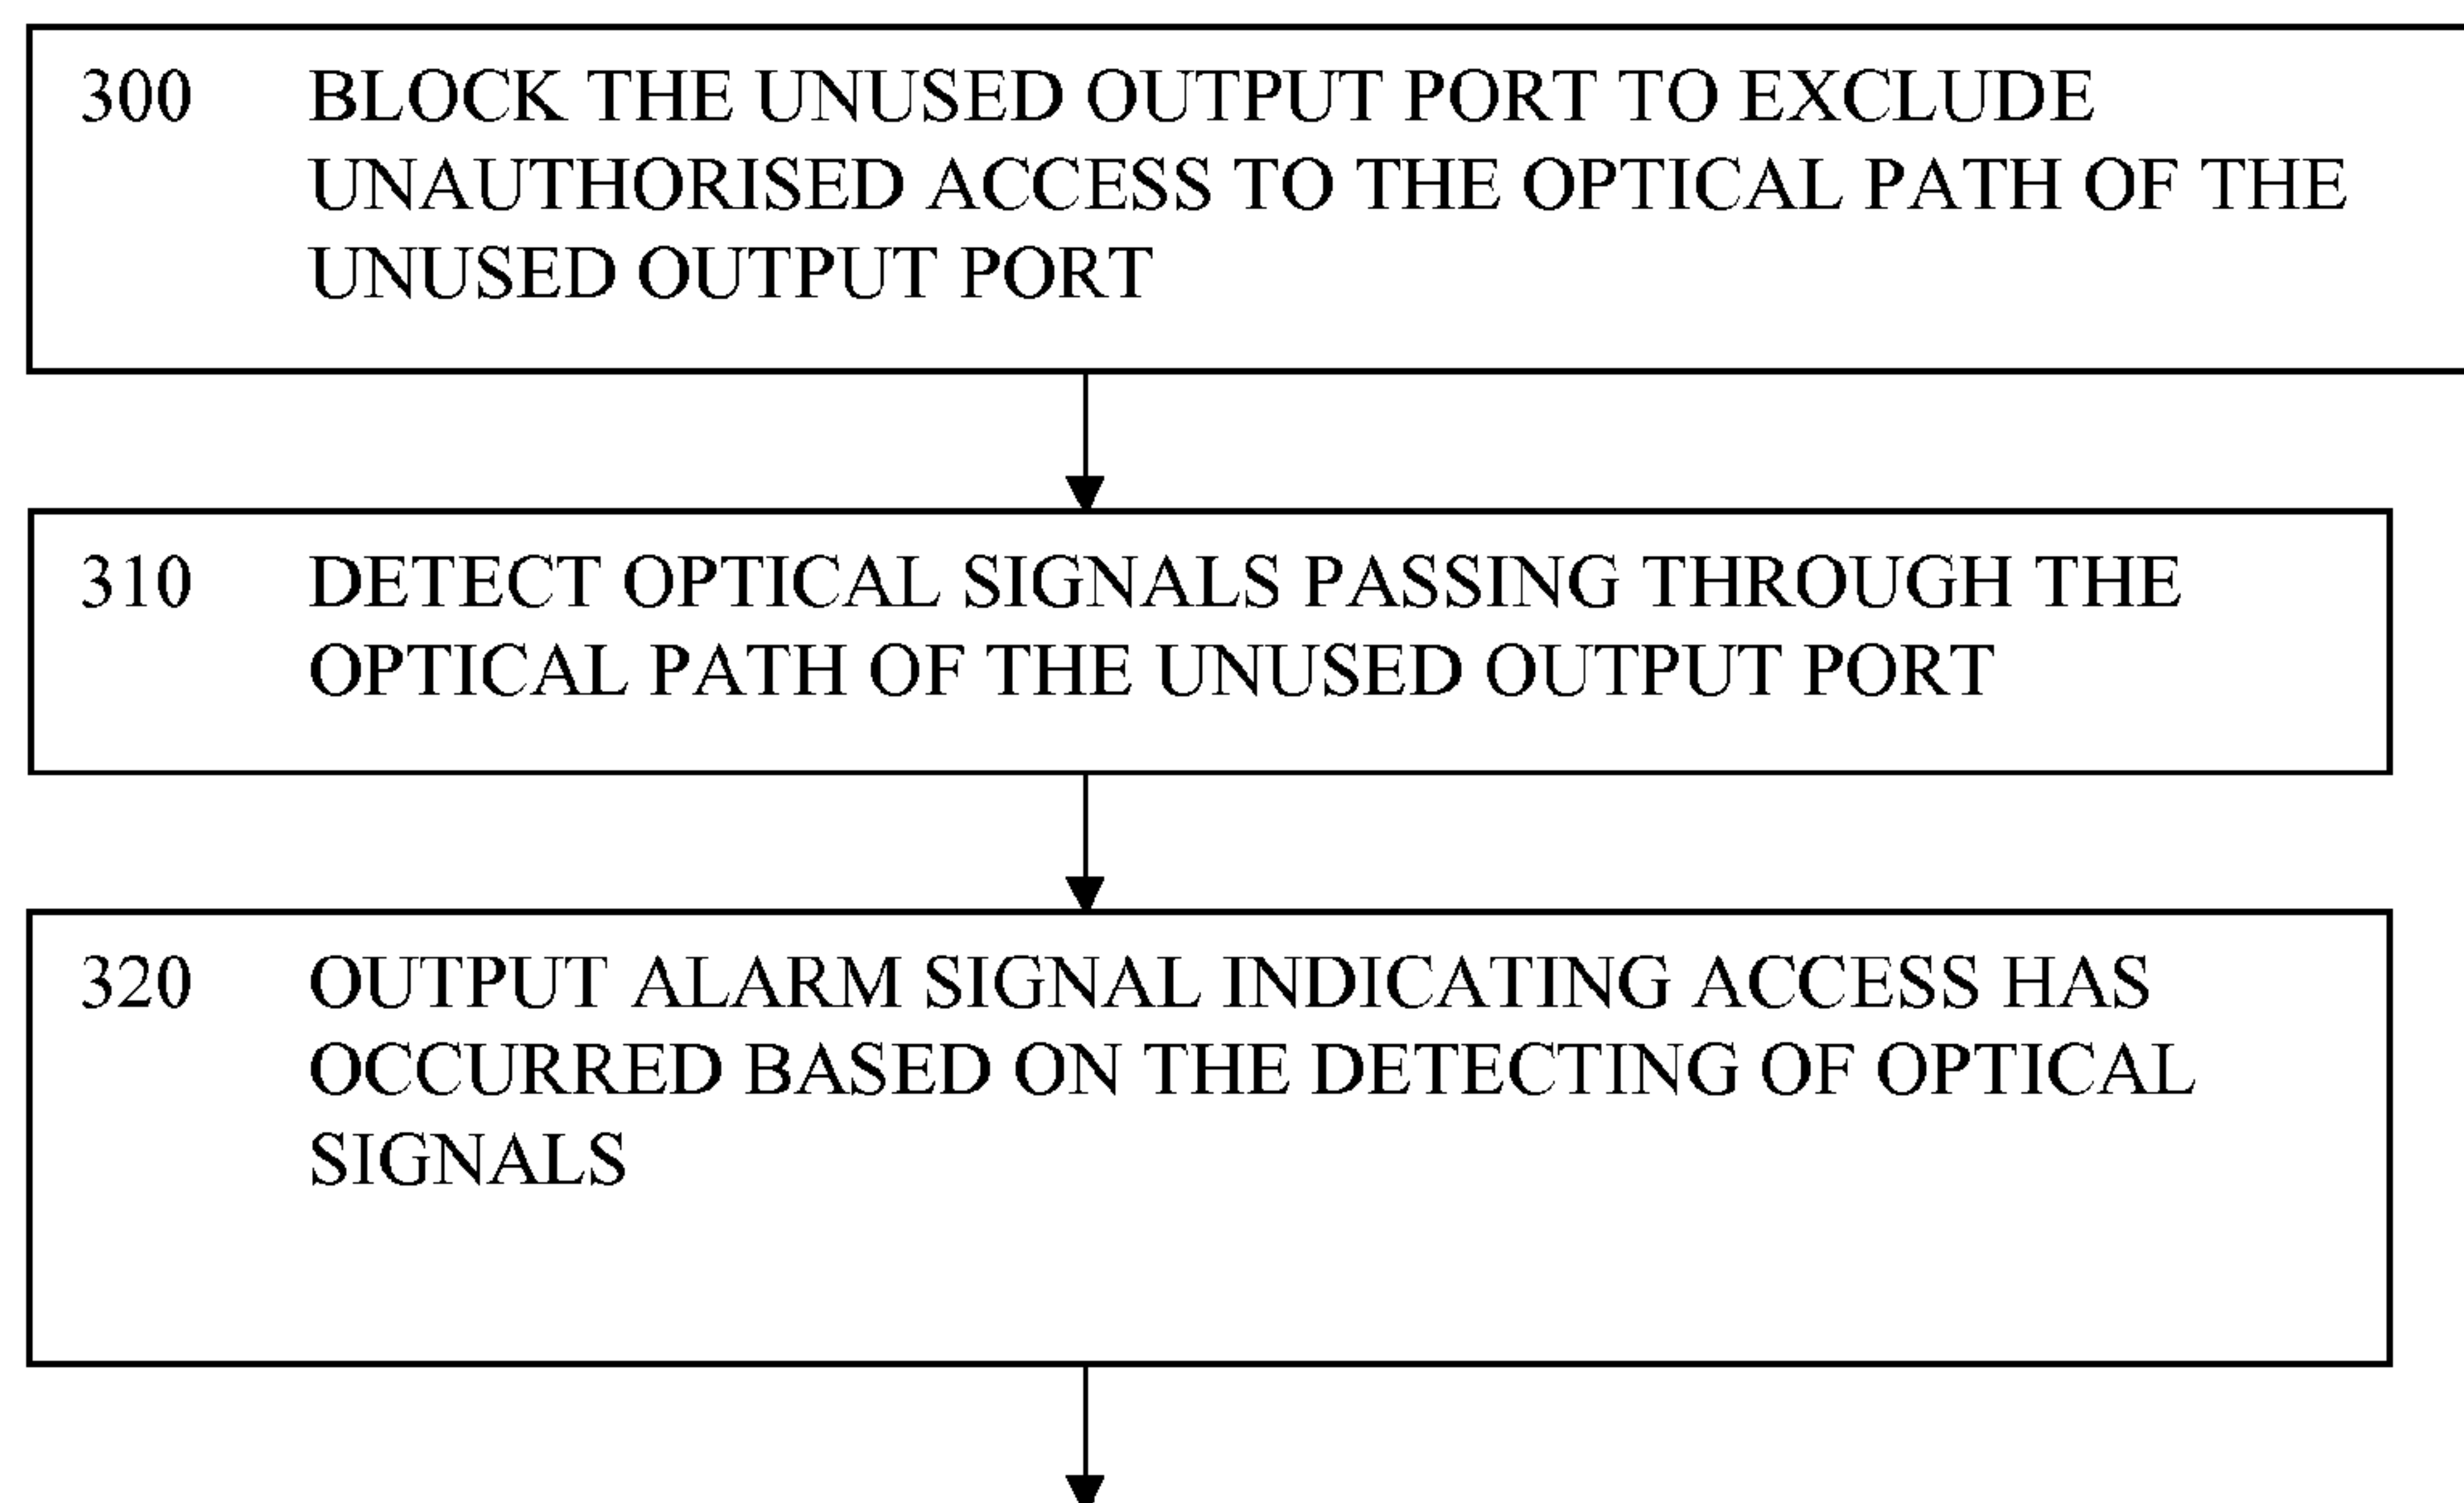 300 BLOCK THE UNUSED OUTPUT PORT TO EXCLUDE
UNAUTHORISED ACCESS TO THE OPTICAL PATH OF THE
UNUSED OUTPUT PORT
310 DETECT OPTICAL SIGNALS PASSING THROUGH THE
OPTICAL PATH OF THE UNUSED OUTPUT PORT
320 OUTPUT ALARM SIGNAL INDICATING ACCESS HAS
OCCURRED BASED ON THE DETECTING OF OPTICAL
SIGNALS